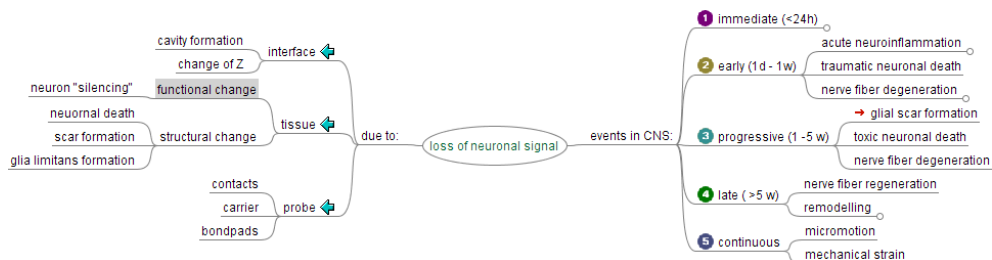 cavity formation
change of Z
interface
neuron "silencing"
functional change
neuornal death
scar formation
glia limitans formation
structural change
tissue
contacts
carrier
bondpads
probe
due to:
loss of neuronal signal
events in CNS:
1 immediate (<24h)
2 early (1d - 1w)
acute neuroinflammation
traumatic neuronal death
nerve fiber degeneration
3 progressive (1 -5 w)
glial scar formation
toxic neuronal death
nerve fiber degeneration
4 late ( >5 w)
nerve fiber regeneration
remodelling
5 continuous
micromotion
mechanical strain